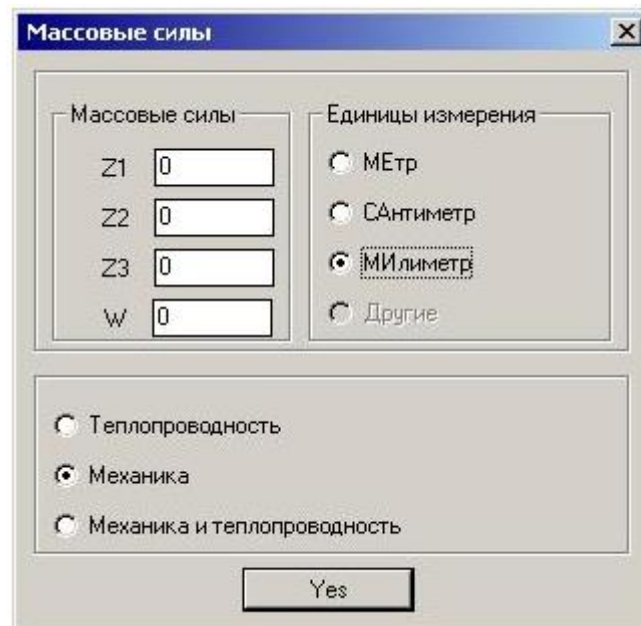 Массовые силы
Массовые силы
Z1 0
Z2 0
Z3 0
W 0
Единицы измерения
МЕтр
САнтиметр
МИлиметр
Другие
Теплопроводность
Механика
Механика и теплопроводность
Yes